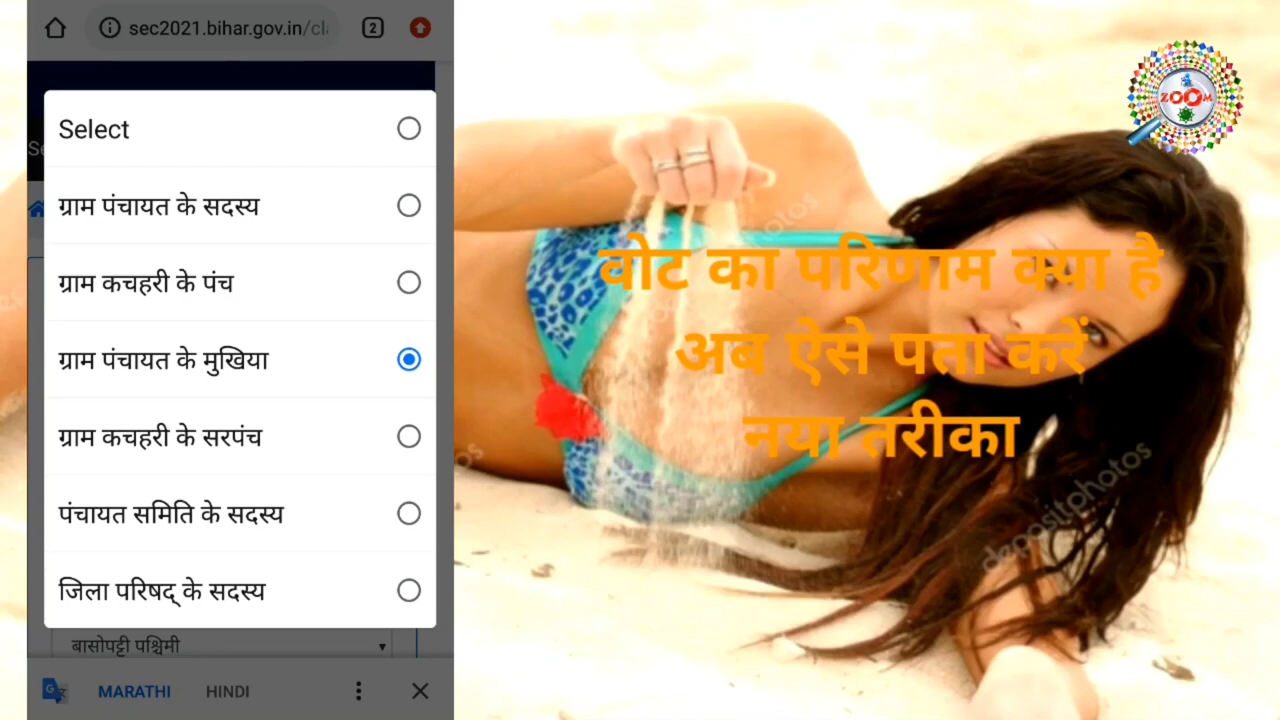 sec2021.bihar.gov.in/cl
2
Select
ग्राम पंचायत के सदस्य
ग्राम कचहरी के पंच
ग्राम पंचायत के मुखिया
ग्राम कचहरी के सरपंच
पंचायत समिति के सदस्य
जिला परिषद् के सदस्य
बासोपट्टी पश्चिमी
MARATHI HINDI
ZOOM
वोट का परिणाम क्या है
अब ऐसे पता करें
नया तरीका
depositphotos